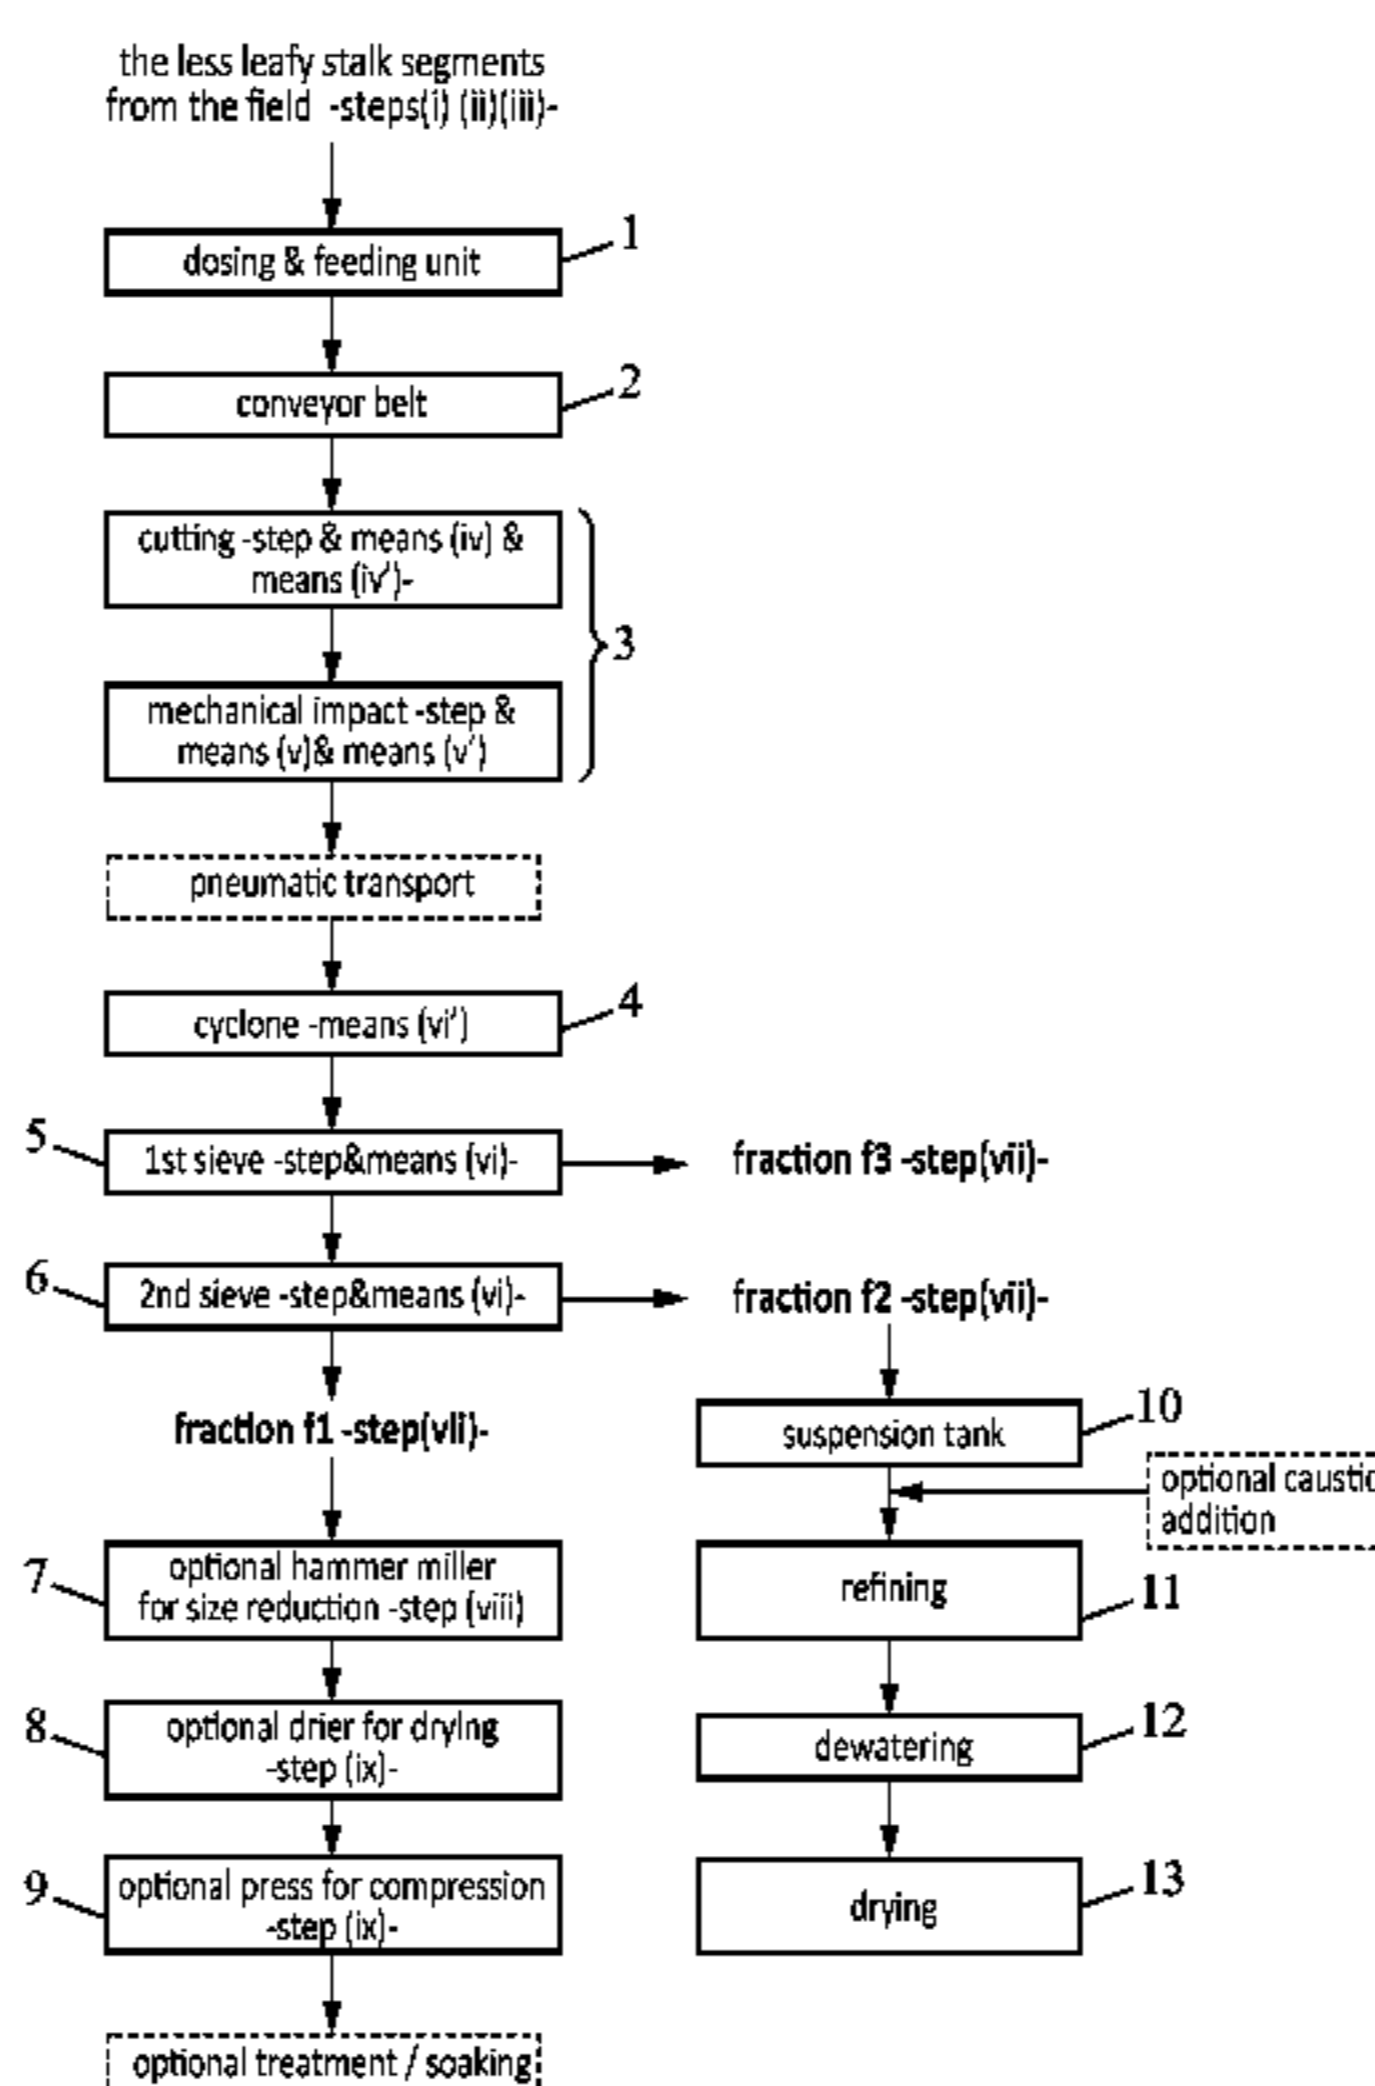 the less leafy stalk segments
from the field -steps(i) (ii)(iii)-
dosing & feeding unit
1
conveyor belt
2
cutting -step & means (iv) &
means (iv')-
mechanical impact -step &
means (v)& means (v')
3
pneumatic transport
cyclone -means (vi')
4
5
1st sieve -step&means (vi)-
fraction f3 -step(vii)-
6
2nd sieve -step&means (vi)-
fraction f2 -step(vii)-
fraction f1 -step(vii)-
suspension tank
10
optional caustic
addition
7
optional hammer miller
for size reduction -step (viii)
refining
11
8
optional drier for drying
-step (ix)-
dewatering
12
9
optional press for compression
-step (ix)-
drying
13
optional treatment / soaking